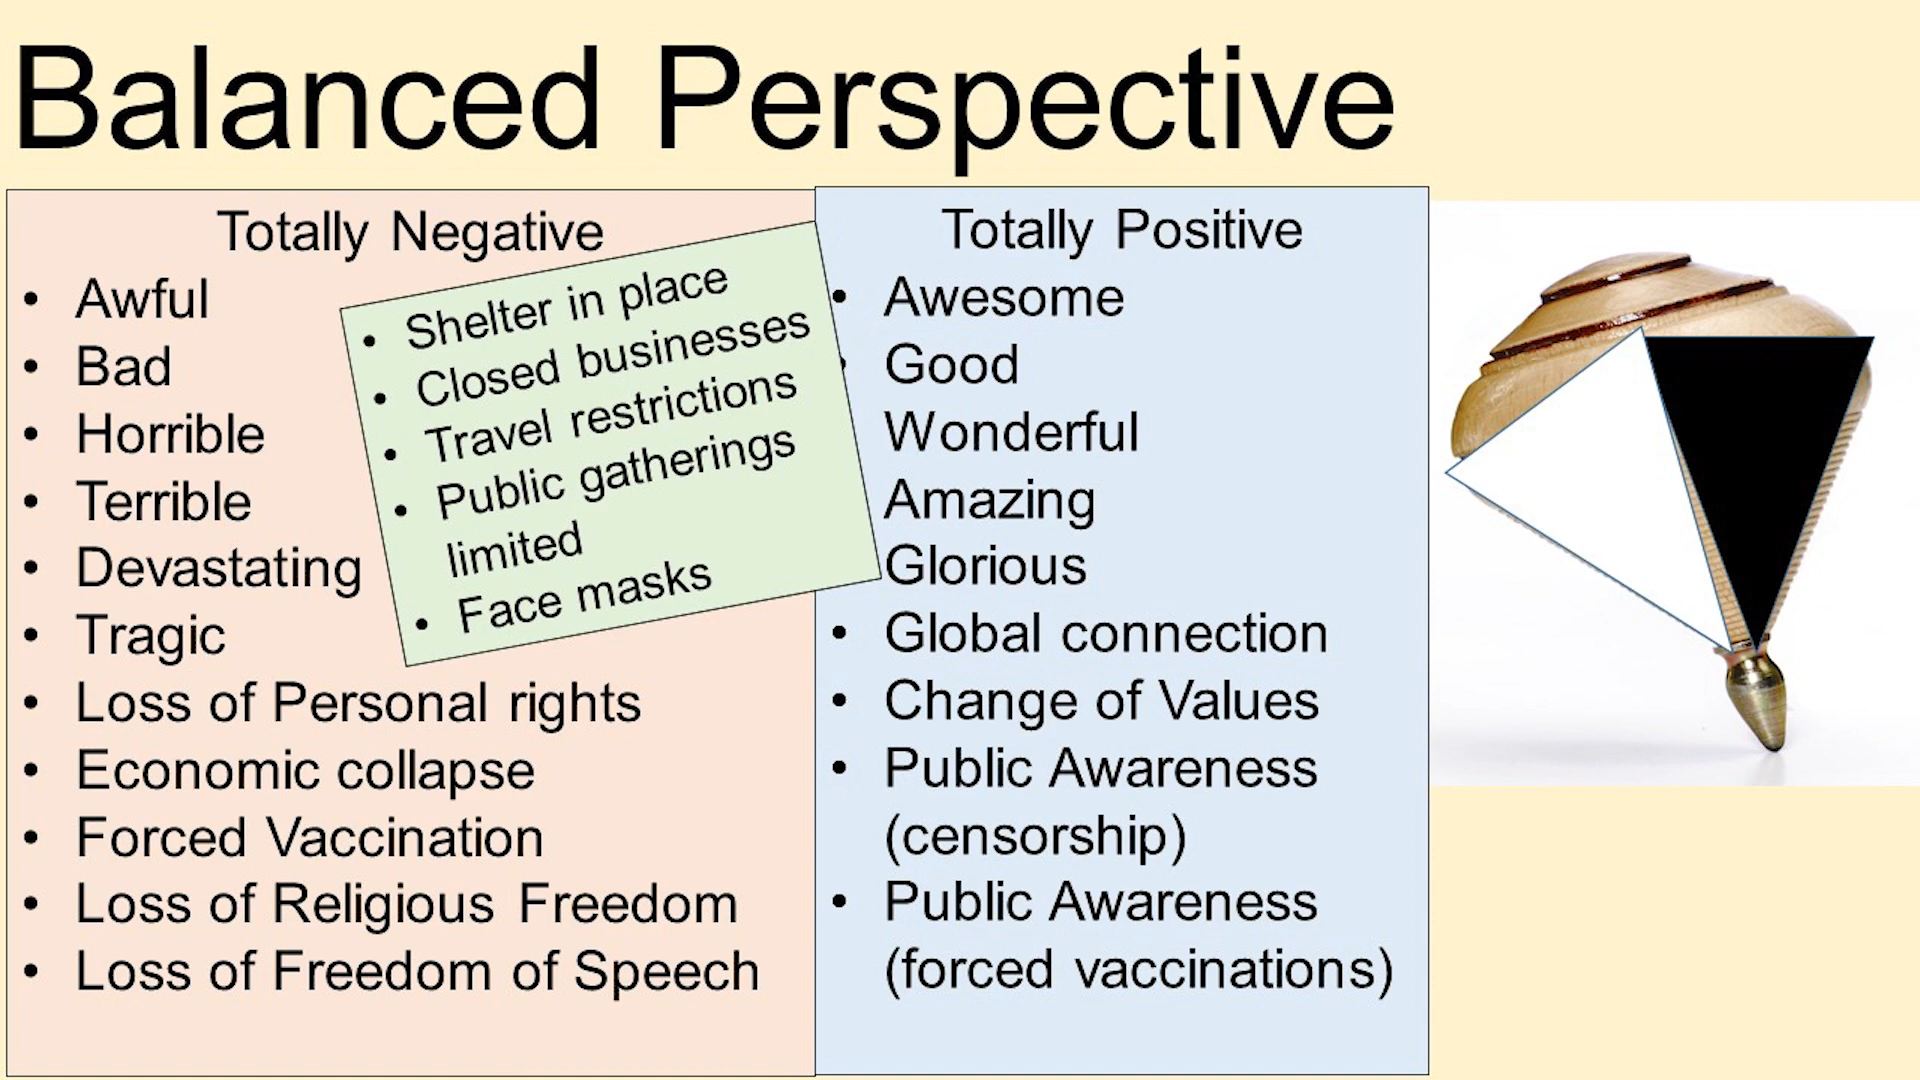 Balanced Perspective
Totally Negative
• Awful
• Bad
• Horrible
• Terrible
• Devastating
• Tragic
• Loss of Personal rights
• Economic collapse
• Forced Vaccination
• Loss of Religious Freedom
• Loss of Freedom of Speech
• Shelter in place
• Closed businesses
• Travel restrictions
• Public gatherings
limited
• Face masks
Totally Positive
• Awesome
• Good
Wonderful
Amazing
Glorious
• Global connection
• Change of Values
• Public Awareness
(censorship)
• Public Awareness
(forced vaccinations)